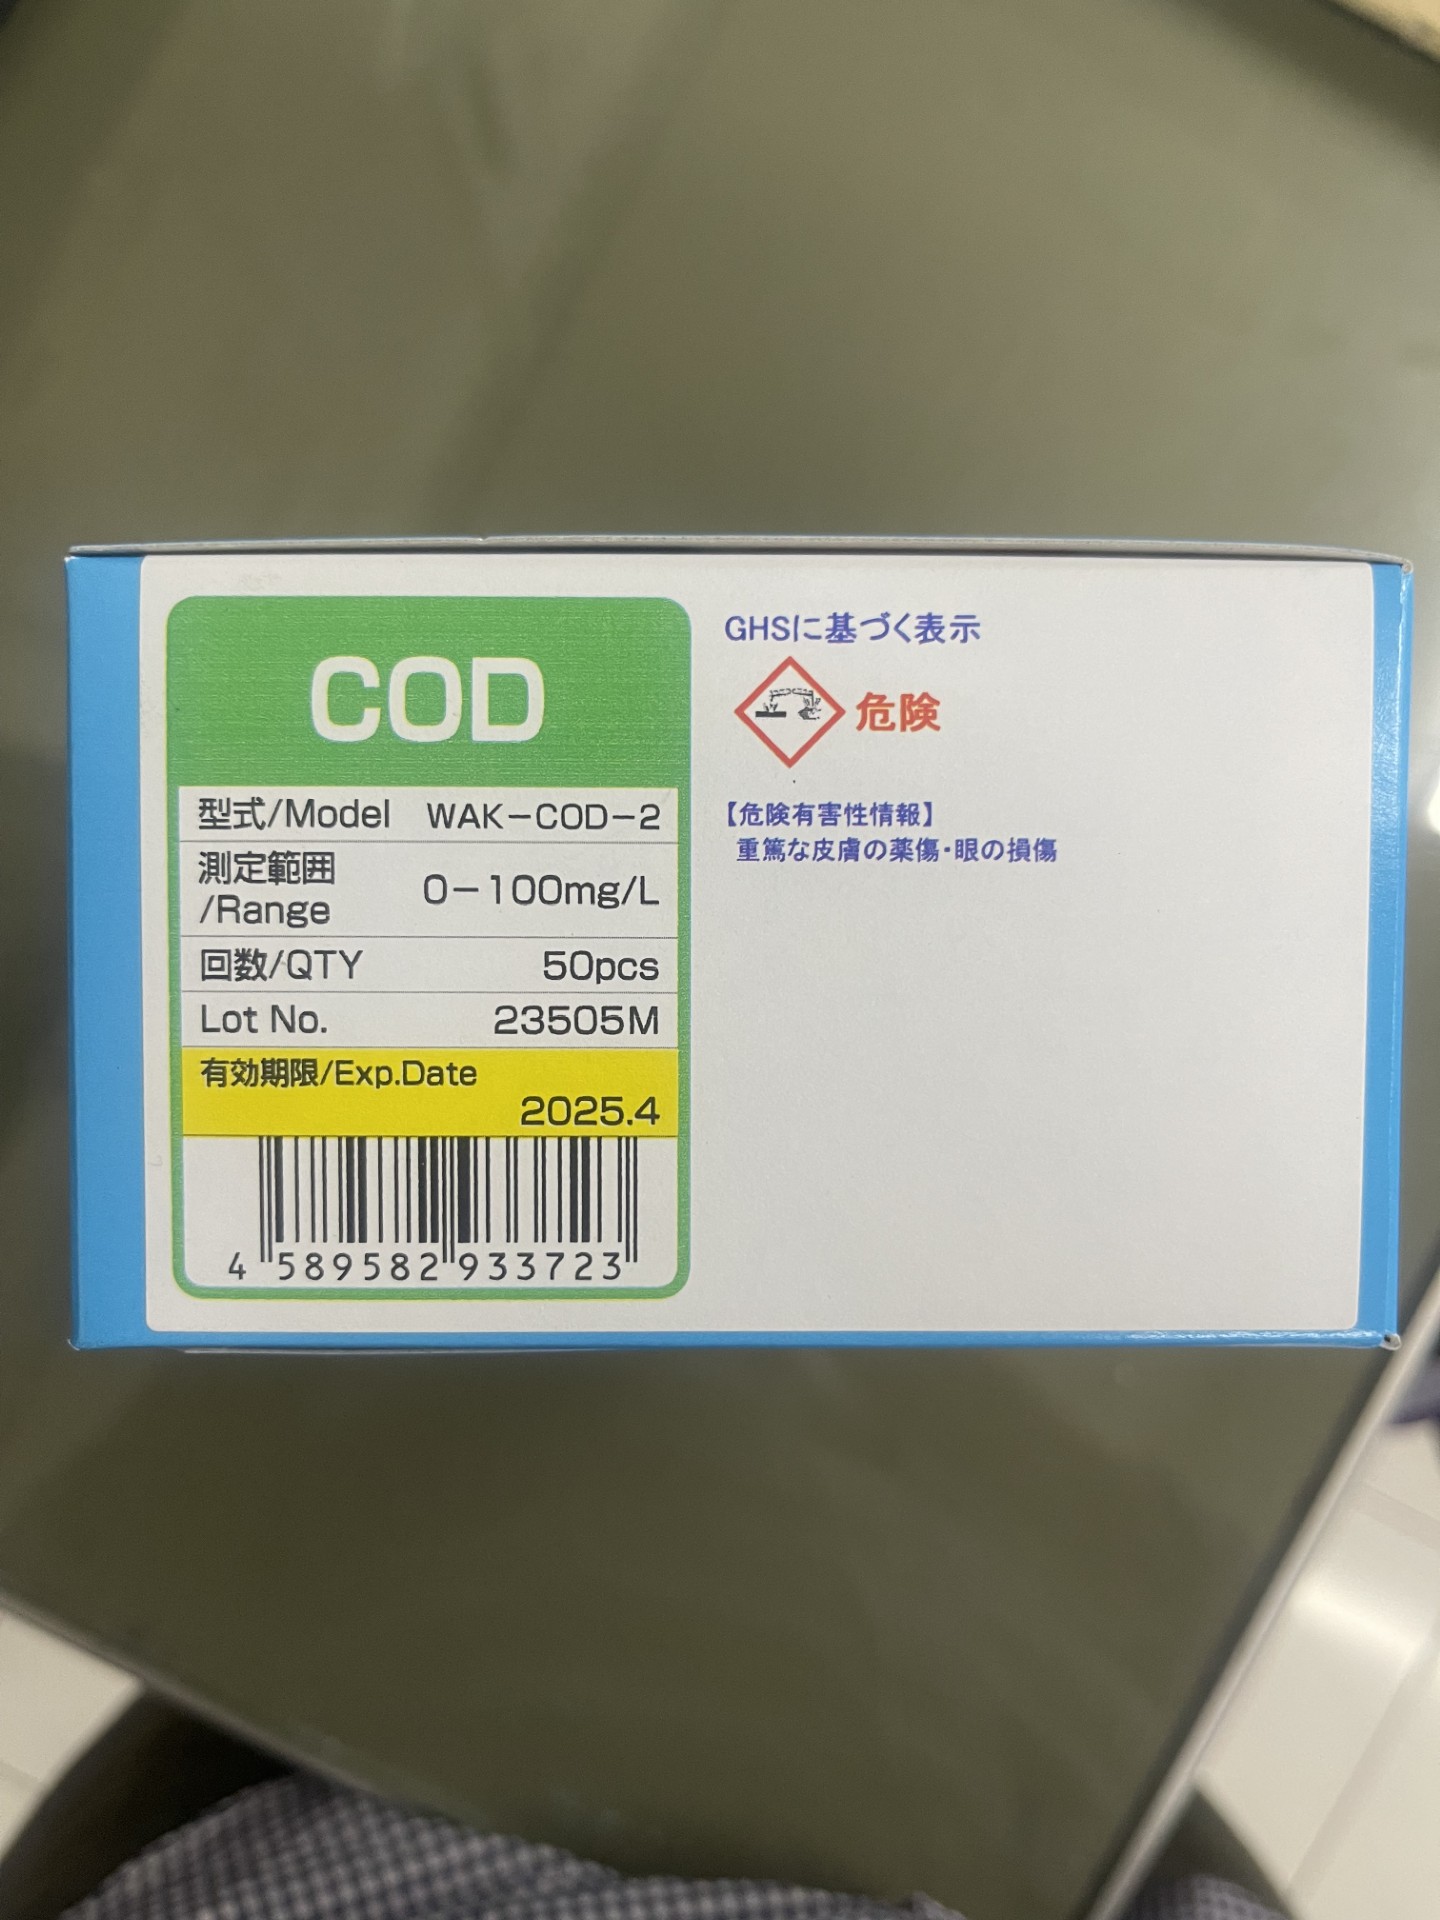 COD
型式/Model WAK-COD-2
測定範囲
/Range 0-100mg/L
回数/QTY 50pcs
Lot No. 23505M
有効期限/Exp.Date
2025.4
4 589582 933723
GHSに基づく表示
危険
【危険有害性情報】
重篤な皮膚の薬傷・眼の損傷